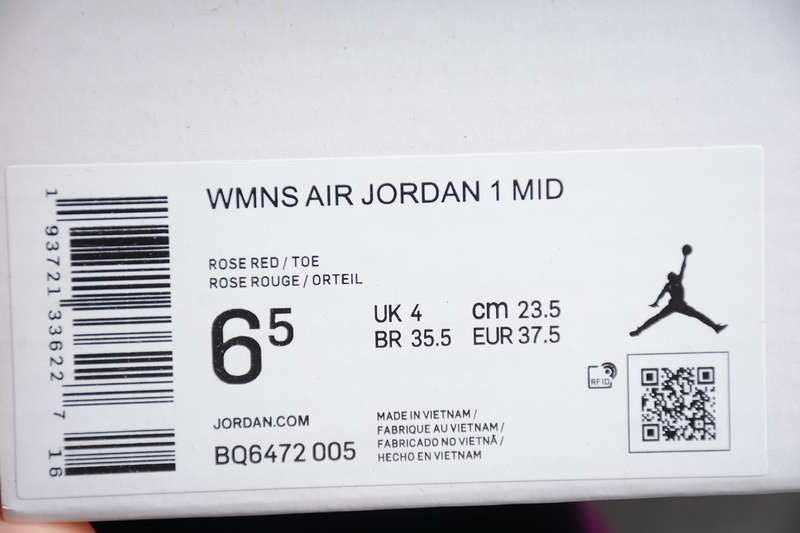 WMNS AIR JORDAN 1 MID
ROSE RED / TOE
ROSE ROUGE / ORTEIL
6⁵
UK 4 cm 23.5
BR 35.5 EUR 37.5
RFID
JORDAN.COM
BQ6472 005
MADE IN VIETNAM /
FABRIQUE AU VIETNAM /
FABRICADO NO VIETNÃ /
HECHO EN VIETNAM
1 93721 33622 7 16